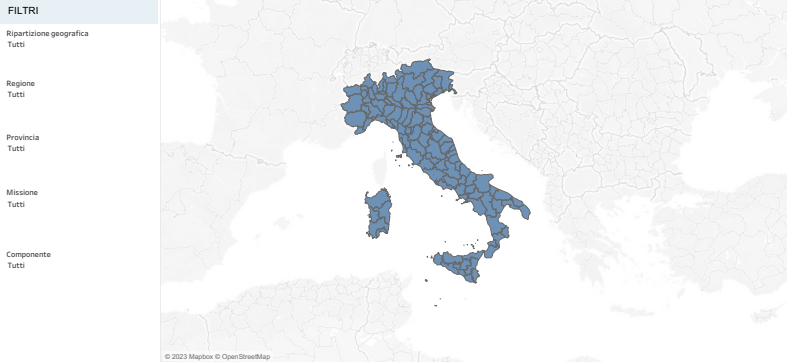 FILTRI
Ripartizione geografica
Tutti
Regione
Tutti
Provincia
Tutti
Missione
Tutti
Componente
Tutti
© 2023 Mapbox © OpenStreetMap